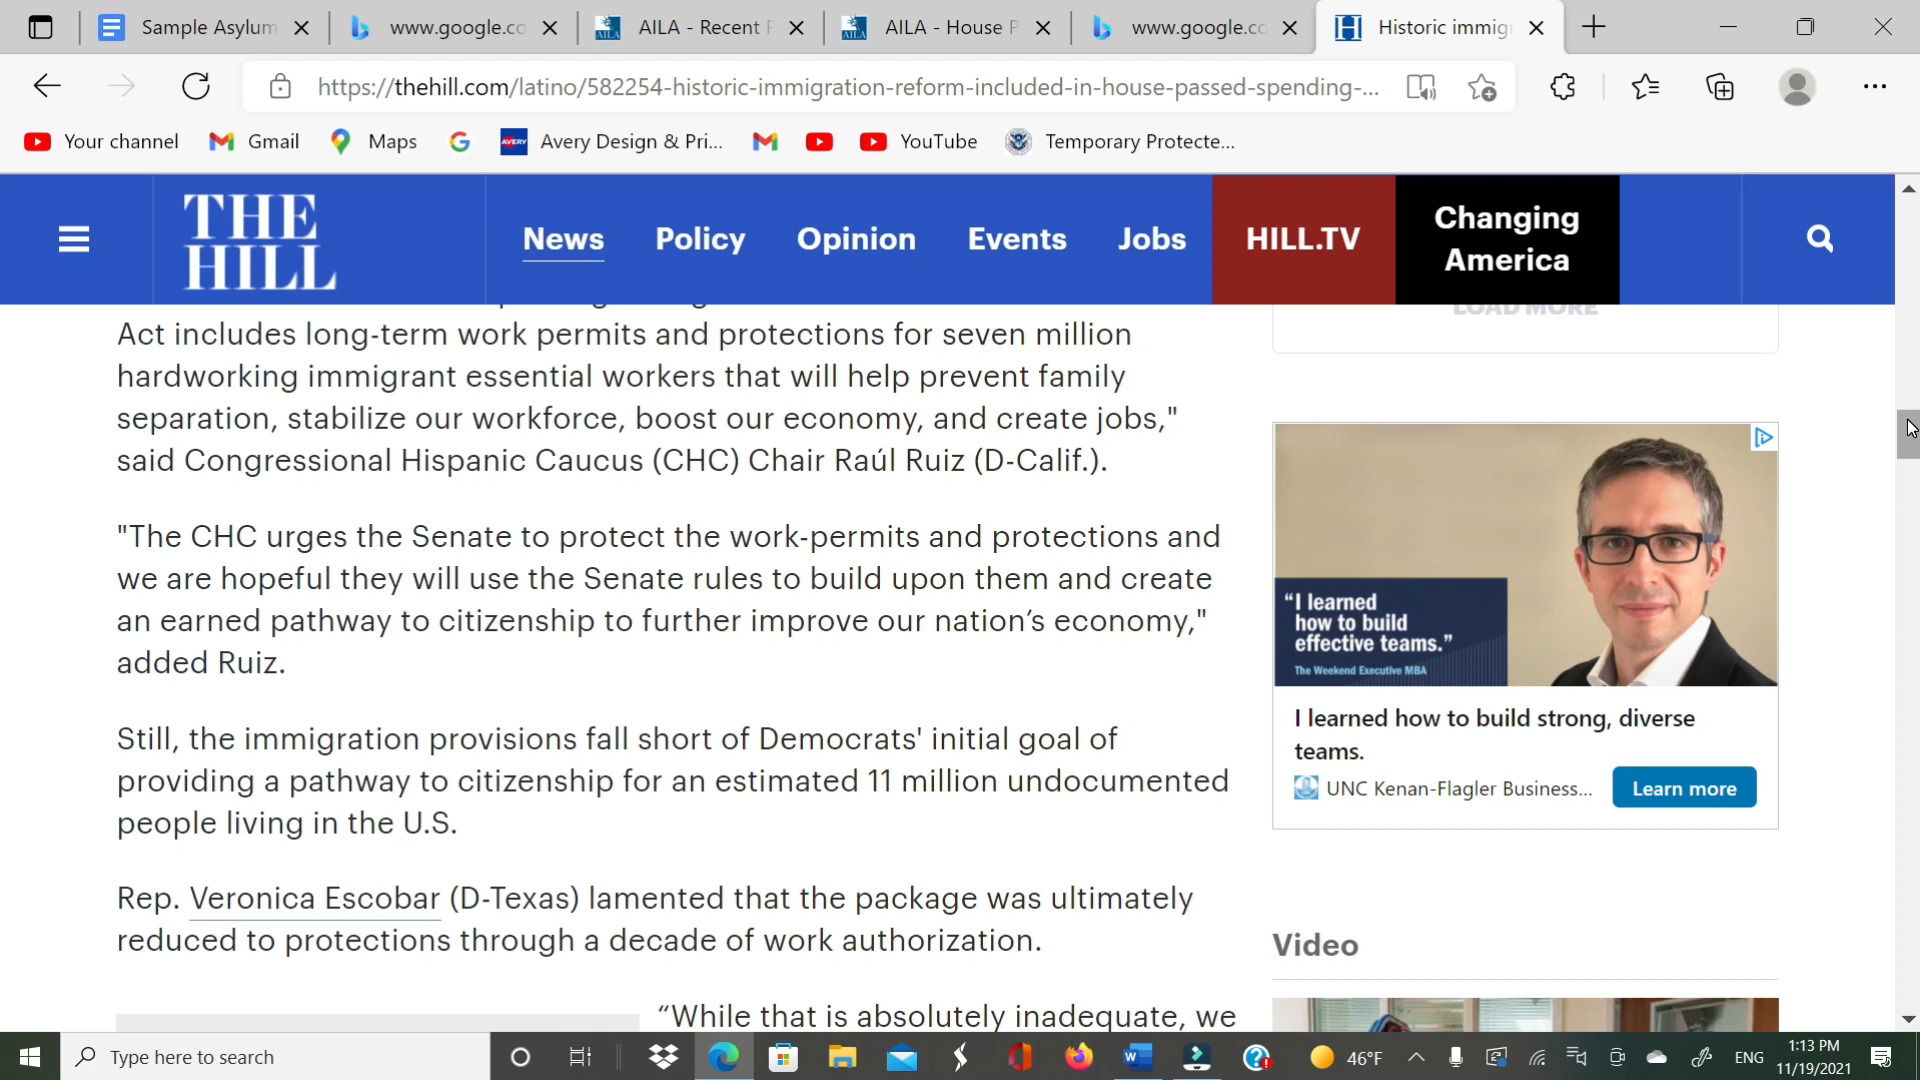 Sample Asylum
www.google.co
AILA - Recent P
AILA - House P
www.google.co
Historic immig
https://thehill.com/latino/582254-historic-immigration-reform-included-in-house-passed-spending-...
Your channel
Gmail
Maps
AVERY
Avery Design & Pri...
YouTube
Temporary Protecte...
THE
HILL
News
Policy
Opinion
Events
Jobs
HILL.TV
Changing
America
LOAD MORE
Act includes long-term work permits and protections for seven million
hardworking immigrant essential workers that will help prevent family
separation, stabilize our workforce, boost our economy, and create jobs,"
said Congressional Hispanic Caucus (CHC) Chair Raúl Ruiz (D-Calif.).
"The CHC urges the Senate to protect the work-permits and protections and
we are hopeful they will use the Senate rules to build upon them and create
an earned pathway to citizenship to further improve our nation’s economy,"
added Ruiz.
Still, the immigration provisions fall short of Democrats' initial goal of
providing a pathway to citizenship for an estimated 11 million undocumented
people living in the U.S.
Rep. Veronica Escobar (D-Texas) lamented that the package was ultimately
reduced to protections through a decade of work authorization.
“While that is absolutely inadequate, we
“I learned
how to build
effective teams.”
The Weekend Executive MBA
I learned how to build strong, diverse
teams.
UNC Kenan-Flagler Business...
Learn more
Video
Type here to search
46°F
ENG
1:13 PM
11/19/2021